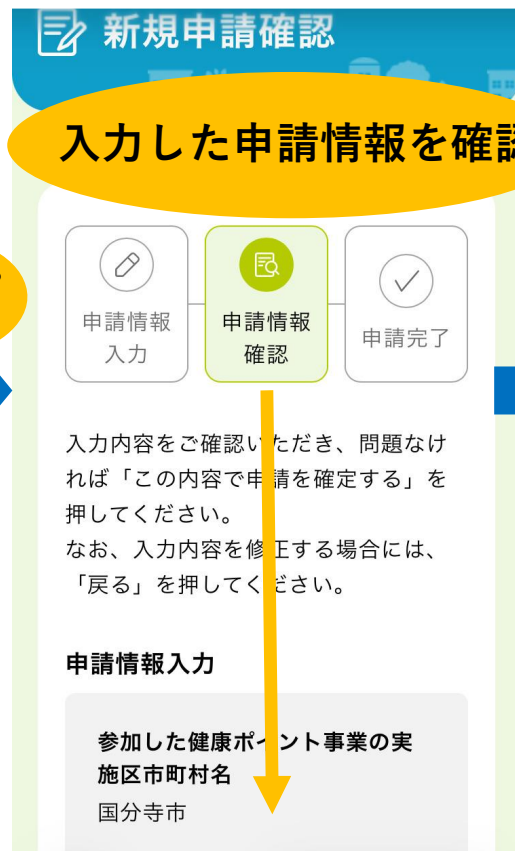 新規申請確認
入力した申請情報を確認
申請情報
入力
申請情報
確認
申請完了
入力内容をご確認いただき、問題なけ
れば「この内容で申請を確定する」を
押してください。
なお、入力内容を修正する場合には、
「戻る」を押してください。
申請情報入力
参加した健康ポイント事業の実
施区市町村名
国分寺市